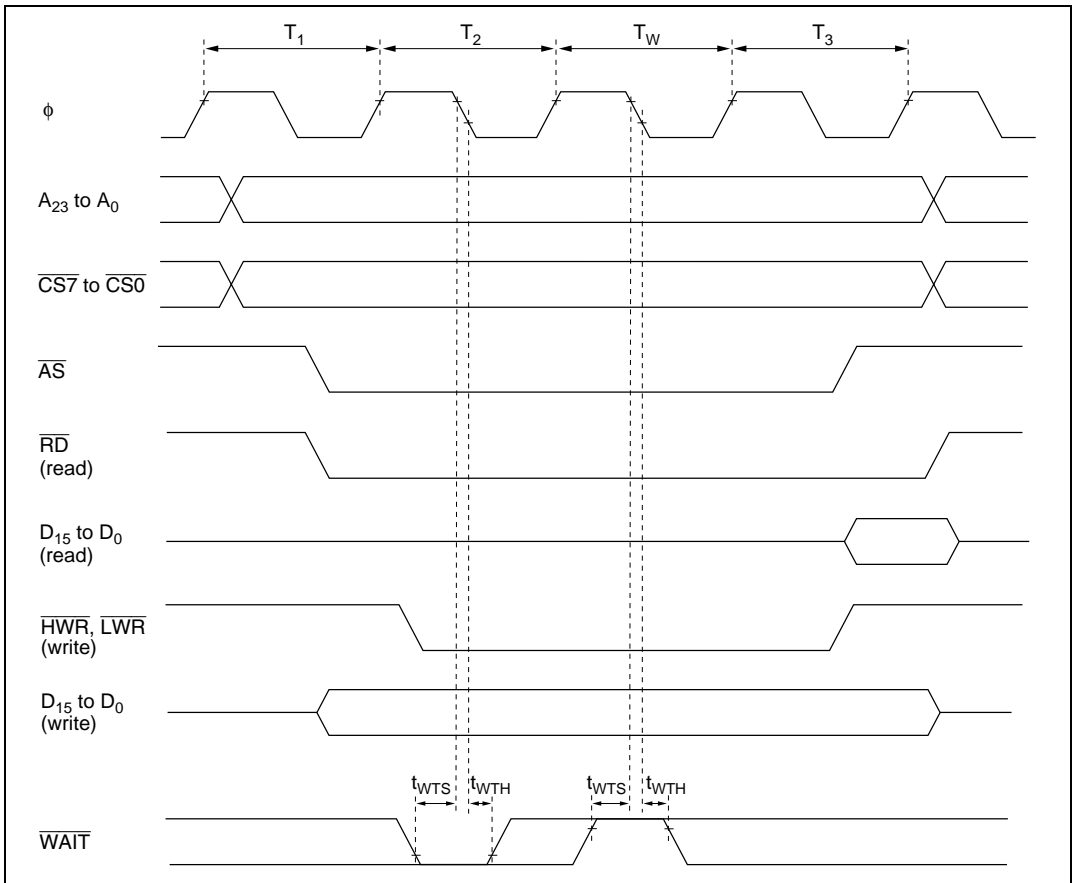 T1 T2 TW T3
ϕ
A23 to A0
CS7 to CS0
AS
RD
(read)
D15 to D0
(read)
HWR, LWR
(write)
D15 to D0
(write)
tWTS tWTH tWTS tWTH
WAIT